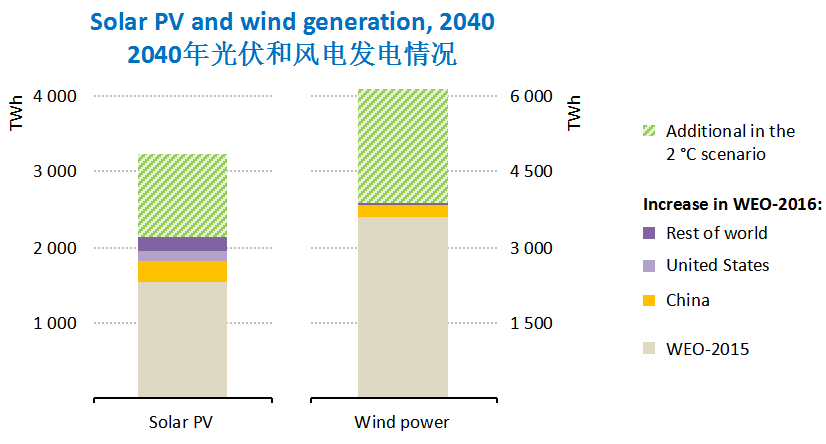 Solar PV and wind generation, 2040
2040年光伏和风电发电情况
TWh
4 000
3 000
2 000
1 000
Solar PV
Wind power
6 000
4 500
3 000
1 500
TWh
Additional in the
2 °C scenario
Increase in WEO-2016:
Rest of world
United States
China
WEO-2015